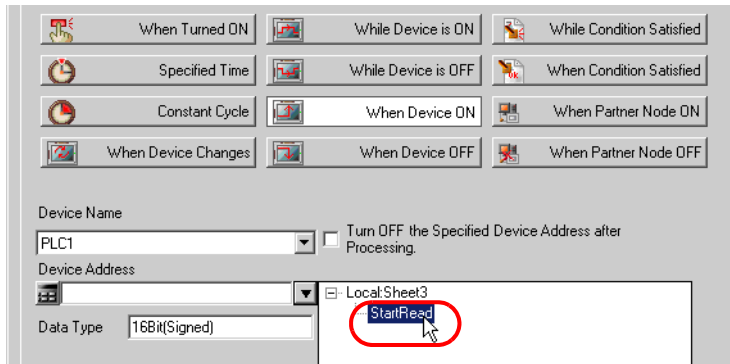 When Turned ON
While Device is ON
While Condition Satisfied
Specified Time
While Device is OFF
When Condition Satisfied
Constant Cycle
When Device ON
When Partner Node ON
When Device Changes
When Device OFF
When Partner Node OFF
Device Name
PLC1
Turn OFF the Specified Device Address after
Processing.
Device Address
Local:Sheet3
StartRead
Data Type
16Bit(Signed)